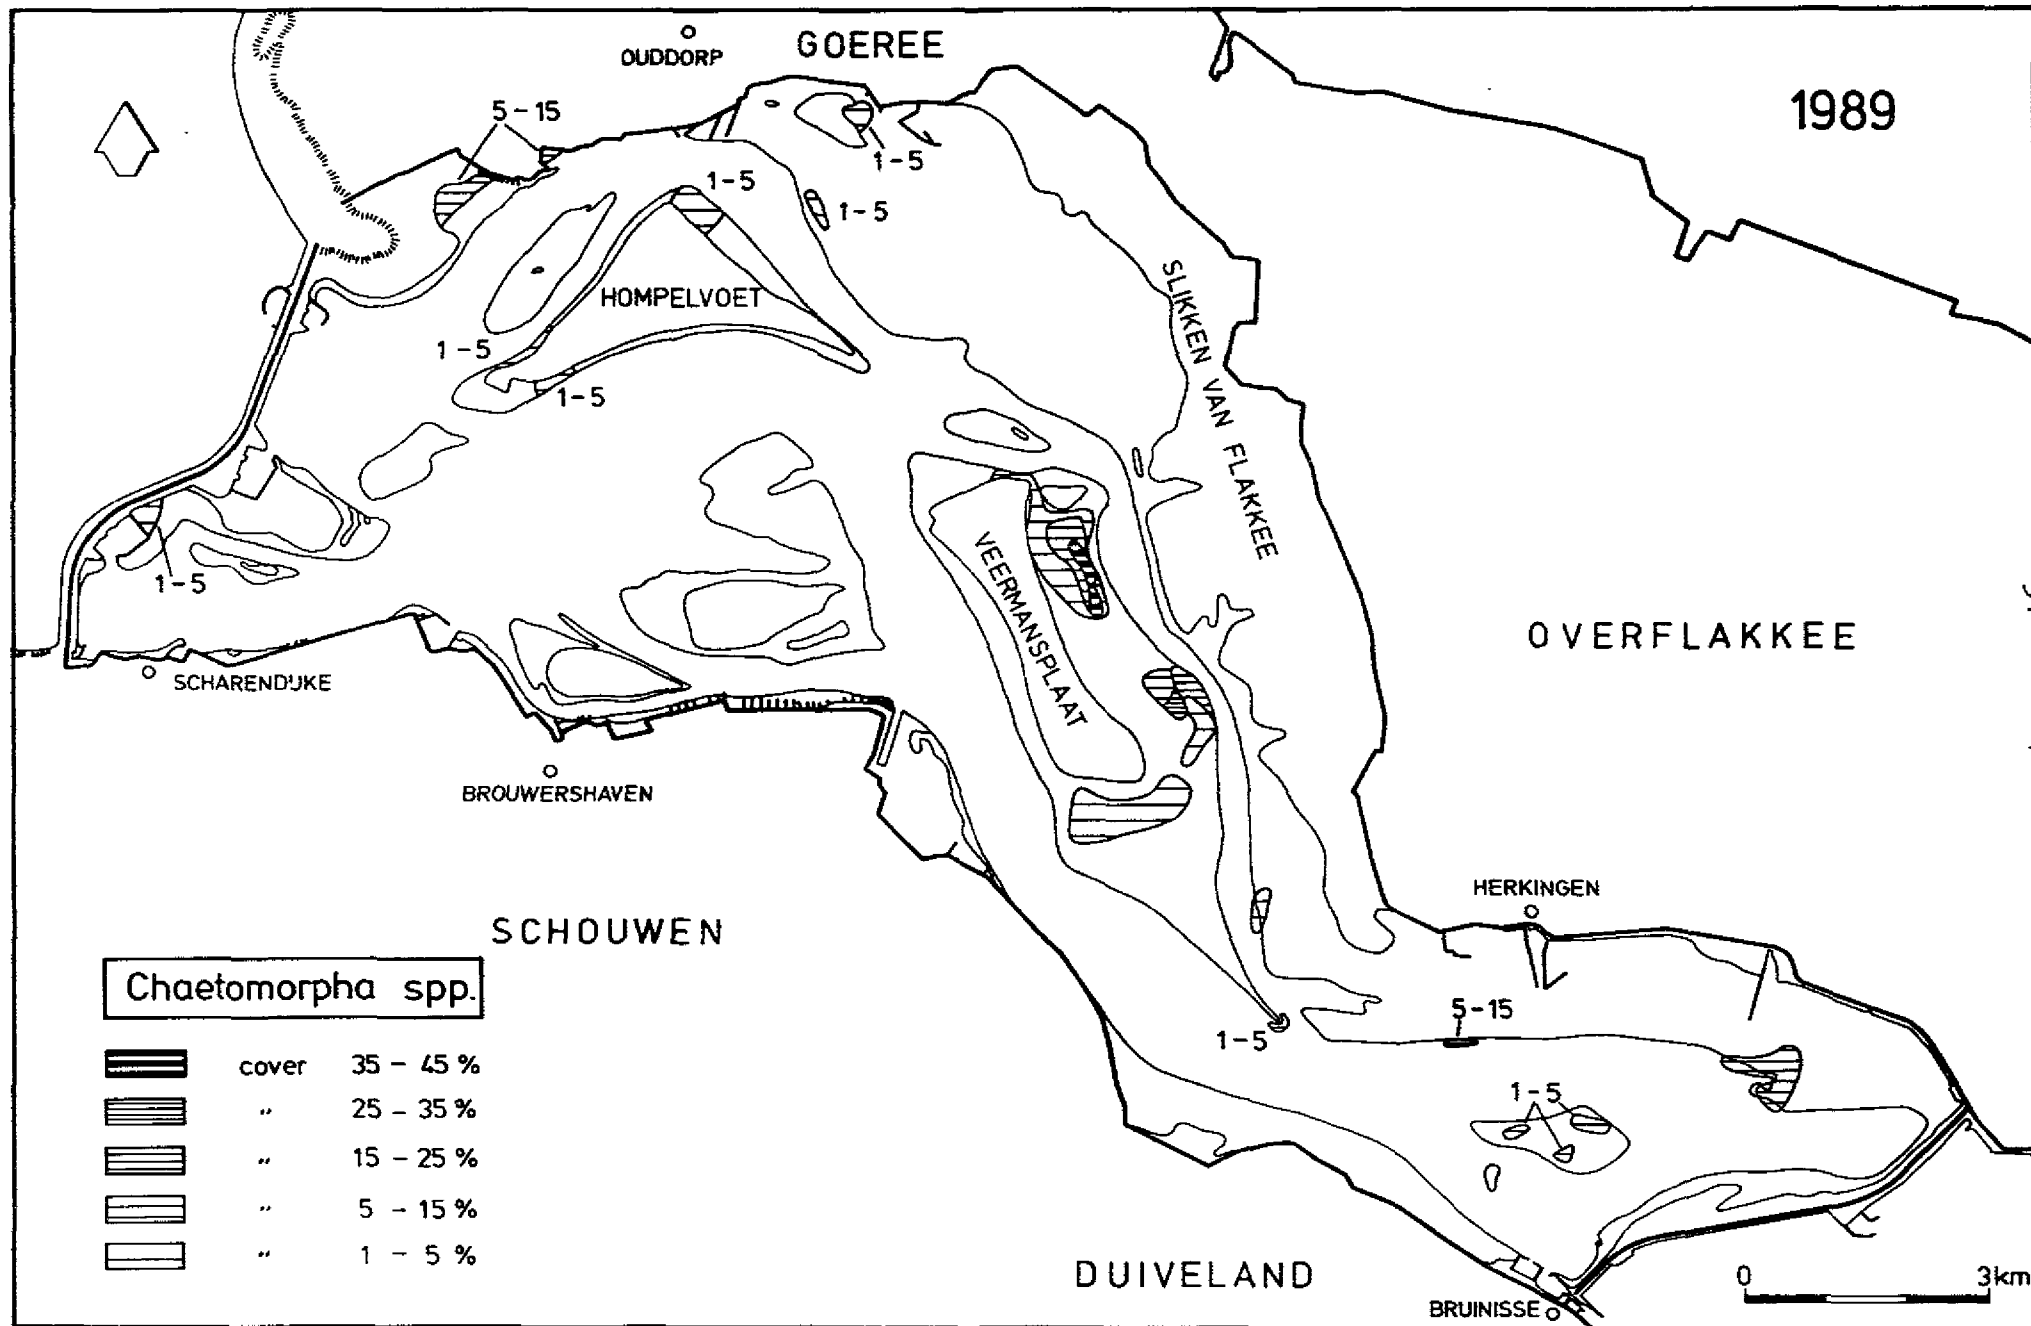 GOEREE
OUDDORP
1989
5-15
1-5
1-5
1-5
HOMPELVOET
SLIKKEN VAN FLAKKEE
1-5
1-5
VEERMANSPLAAT
1-5
OVERFLAKKEE
SCHARENDIJKE
BROUWERSHAVEN
HERKINGEN
SCHOUWEN
Chaetomorpha spp.
cover 35 - 45 %
„ 25 - 35 %
„ 15 - 25 %
„ 5 - 15 %
„ 1 - 5 %
1-5
5-15
1-5
DUIVELAND
BRUINISSE
0 3km